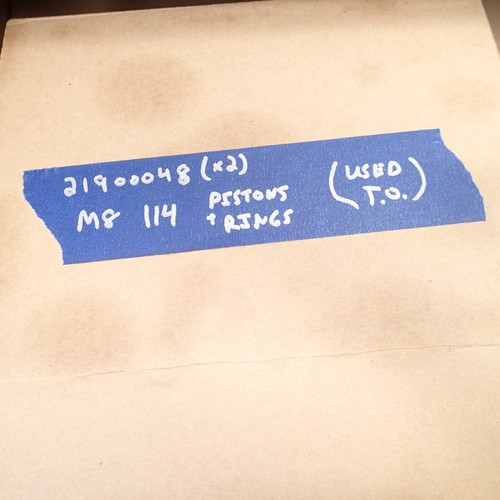 21900048 (x2)
M8 114 PISTONS + RINGS
(USED T.O.)